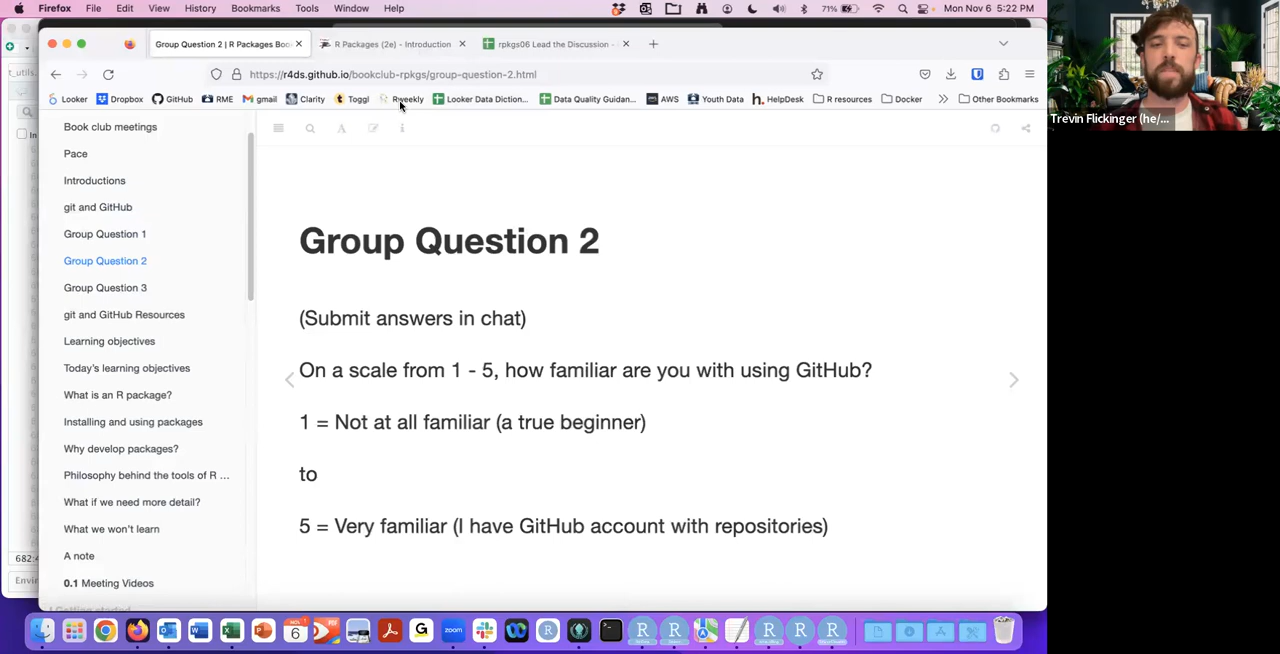 Firefox File Edit View History Bookmarks Tools Window Help 71% Mon Nov 6 5:22 PM
Group Question 2 | R Packages Boo
R Packages (2e) - Introduction
rpkgs06 Lead the Discussion -
https://r4ds.github.io/bookclub-rpkgs/group-question-2.html
Looker Dropbox GitHub RME gmail Clarity Toggl Rweekly Looker Data Diction... Data Quality Guidan... AWS Youth Data HelpDesk R resources Docker Other Bookmarks
Trevin Flickinger (he/...
t_utils.
In
Book club meetings
Pace
Introductions
git and GitHub
Group Question 1
Group Question 2
Group Question 3
git and GitHub Resources
Learning objectives
Today's learning objectives
What is an R package?
Installing and using packages
Why develop packages?
Philosophy behind the tools of R ...
What if we need more detail?
What we won't learn
A note
0.1 Meeting Videos
Group Question 2
(Submit answers in chat)
On a scale from 1 - 5, how familiar are you with using GitHub?
1 = Not at all familiar (a true beginner)
to
5 = Very familiar (I have GitHub account with repositories)
682:
Envir
NOV
6
zoom